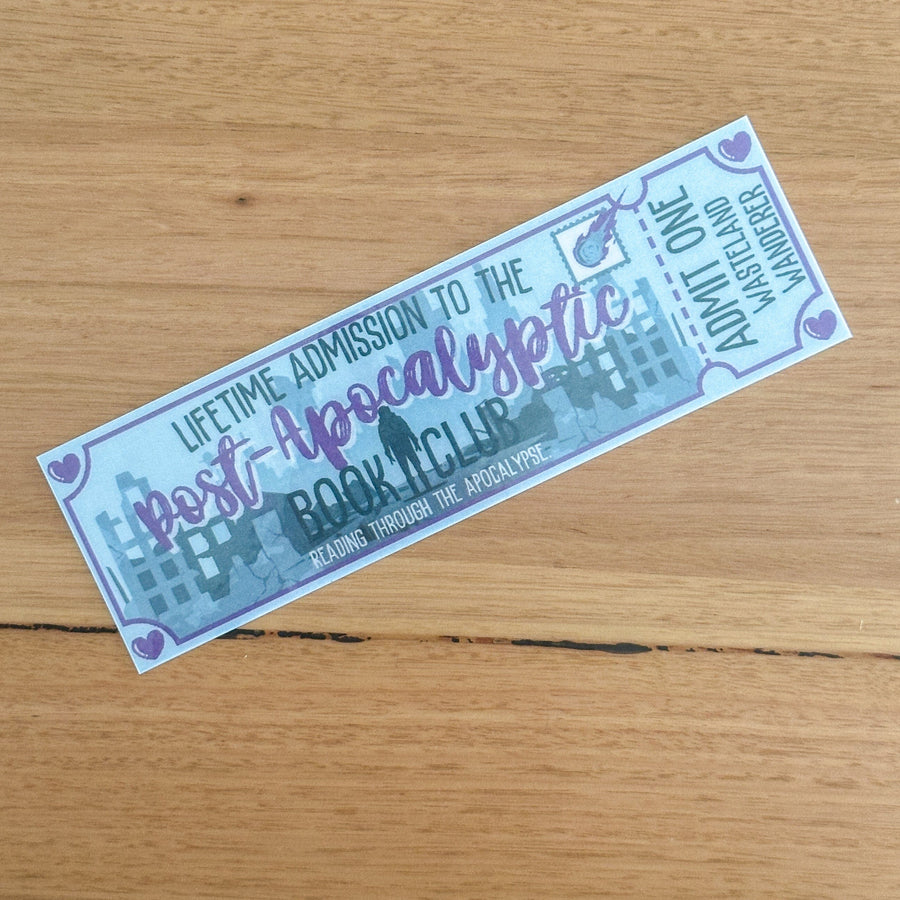 LIFETIME ADMISSION TO THE
Post-Apocalyptic
BOOK CLUB
READING THROUGH THE APOCALYPSE.
ADMIT ONE
WASTELAND
WANDERER